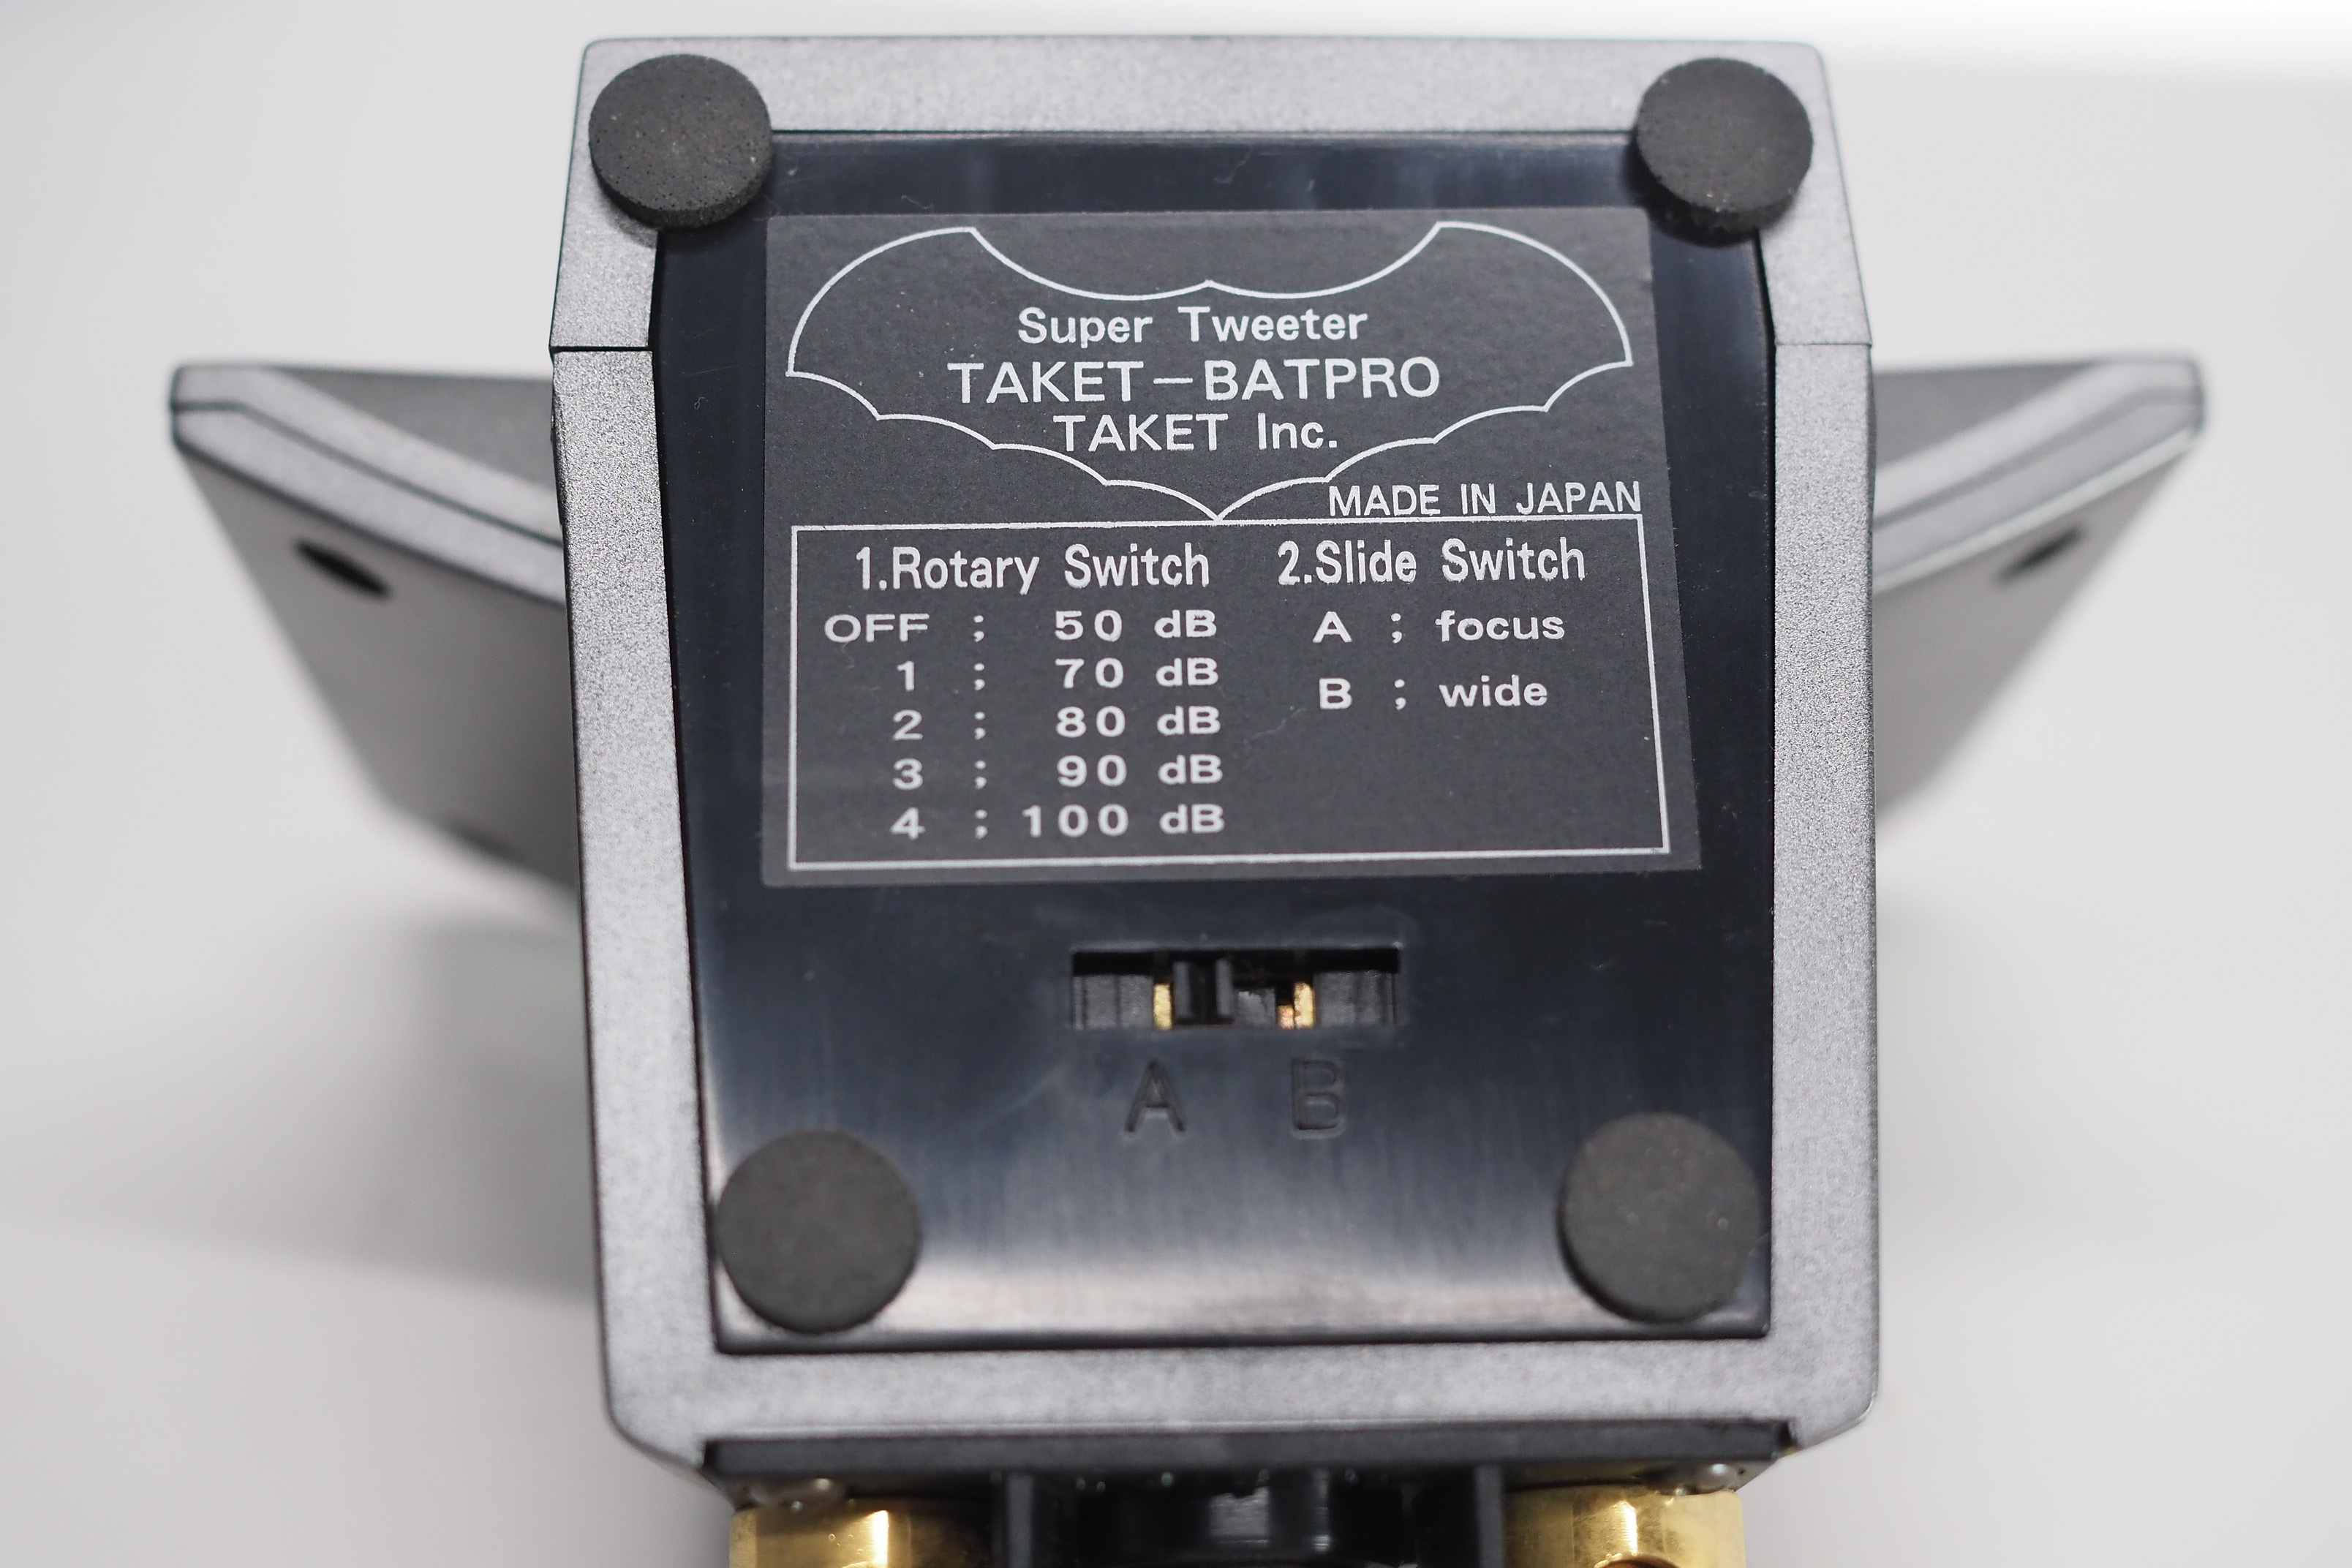 Super Tweeter
TAKET-BATPRO
TAKET Inc.
MADE IN JAPAN
1.Rotary Switch
OFF ; 50 dB
1 ; 70 dB
2 ; 80 dB
3 ; 90 dB
4 ; 100 dB
2.Slide Switch
A ; focus
B ; wide
A B